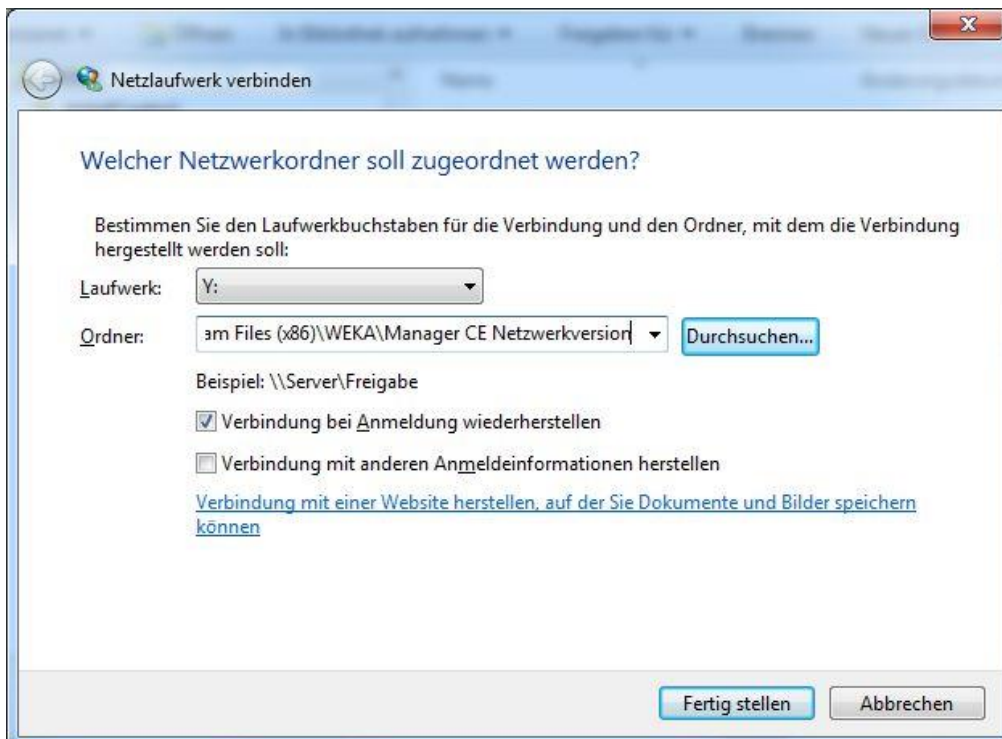 Netzlaufwerk verbinden
Welcher Netzwerkordner soll zugeordnet werden?
Bestimmen Sie den Laufwerkbuchstaben für die Verbindung und den Ordner, mit dem die Verbindung
hergestellt werden soll:
Laufwerk: Y:
Ordner: am Files (x86)\WEKA\Manager CE Netzwerkversion Durchsuchen...
Beispiel: \\Server\Freigabe
Verbindung bei Anmeldung wiederherstellen
Verbindung mit anderen Anmeldeinformationen herstellen
Verbindung mit einer Website herstellen, auf der Sie Dokumente und Bilder speichern
können
Fertig stellen Abbrechen